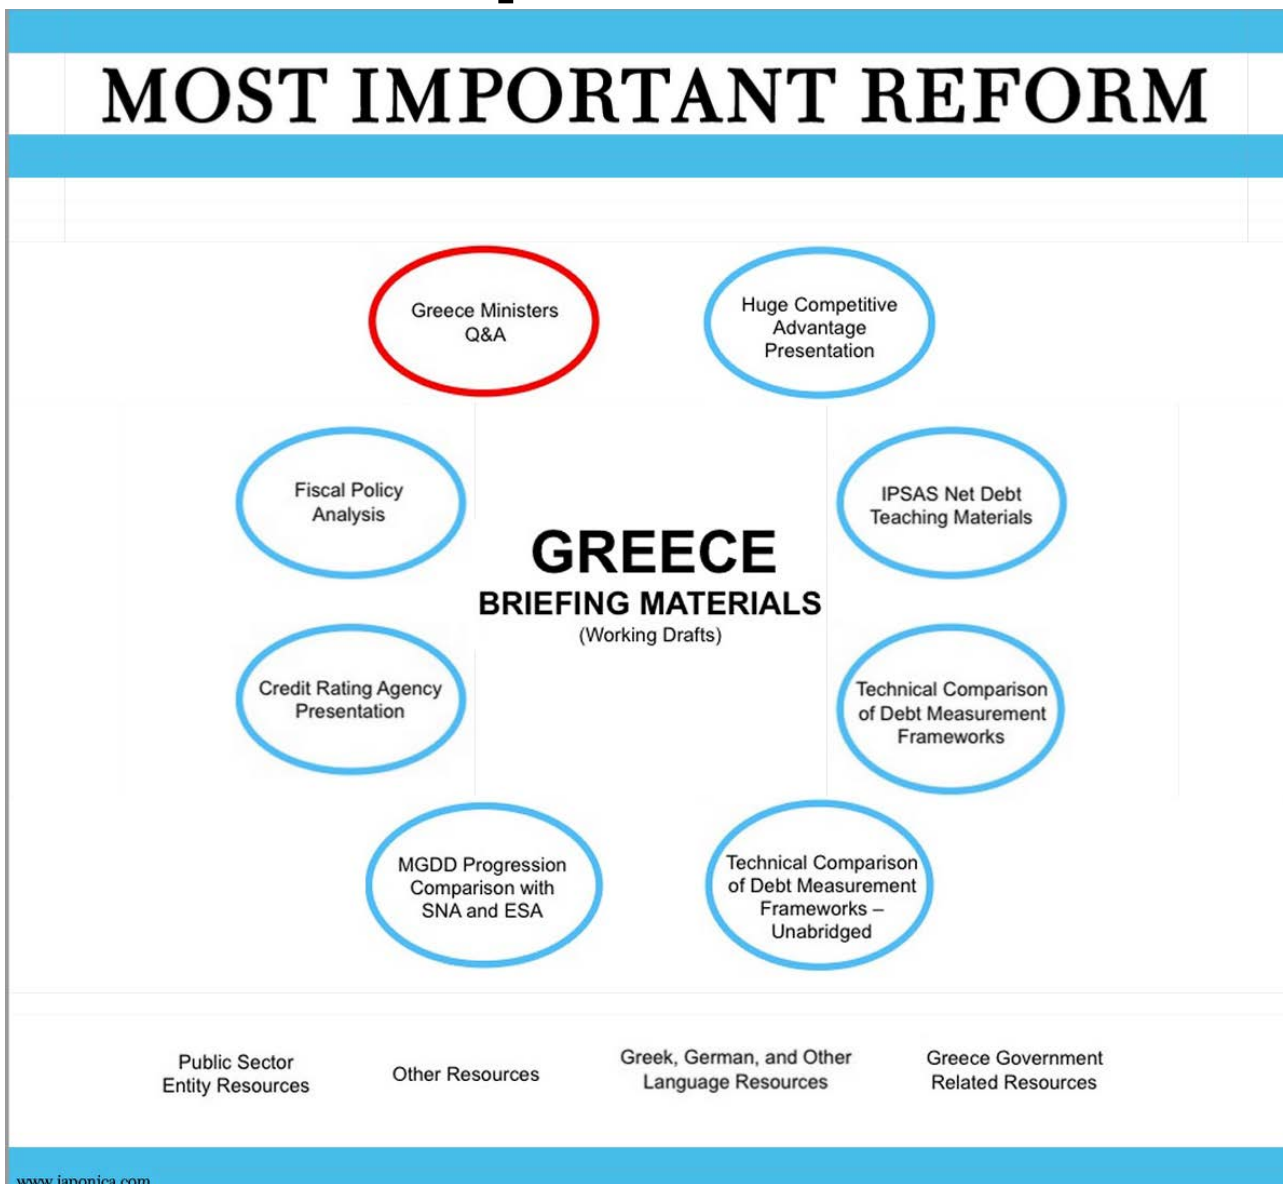 MOST IMPORTANT REFORM
Greece Ministers
Q&A
Huge Competitive
Advantage
Presentation
Fiscal Policy
Analysis
IPSAS Net Debt
Teaching Materials
GREECE
BRIEFING MATERIALS
(Working Drafts)
Credit Rating Agency
Presentation
Technical Comparison
of Debt Measurement
Frameworks
MGDD Progression
Comparison with
SNA and ESA
Technical Comparison
of Debt Measurement
Frameworks –
Unabridged
Public Sector
Entity Resources
Other Resources
Greek, German, and Other
Language Resources
Greece Government
Related Resources
www.japonica.com